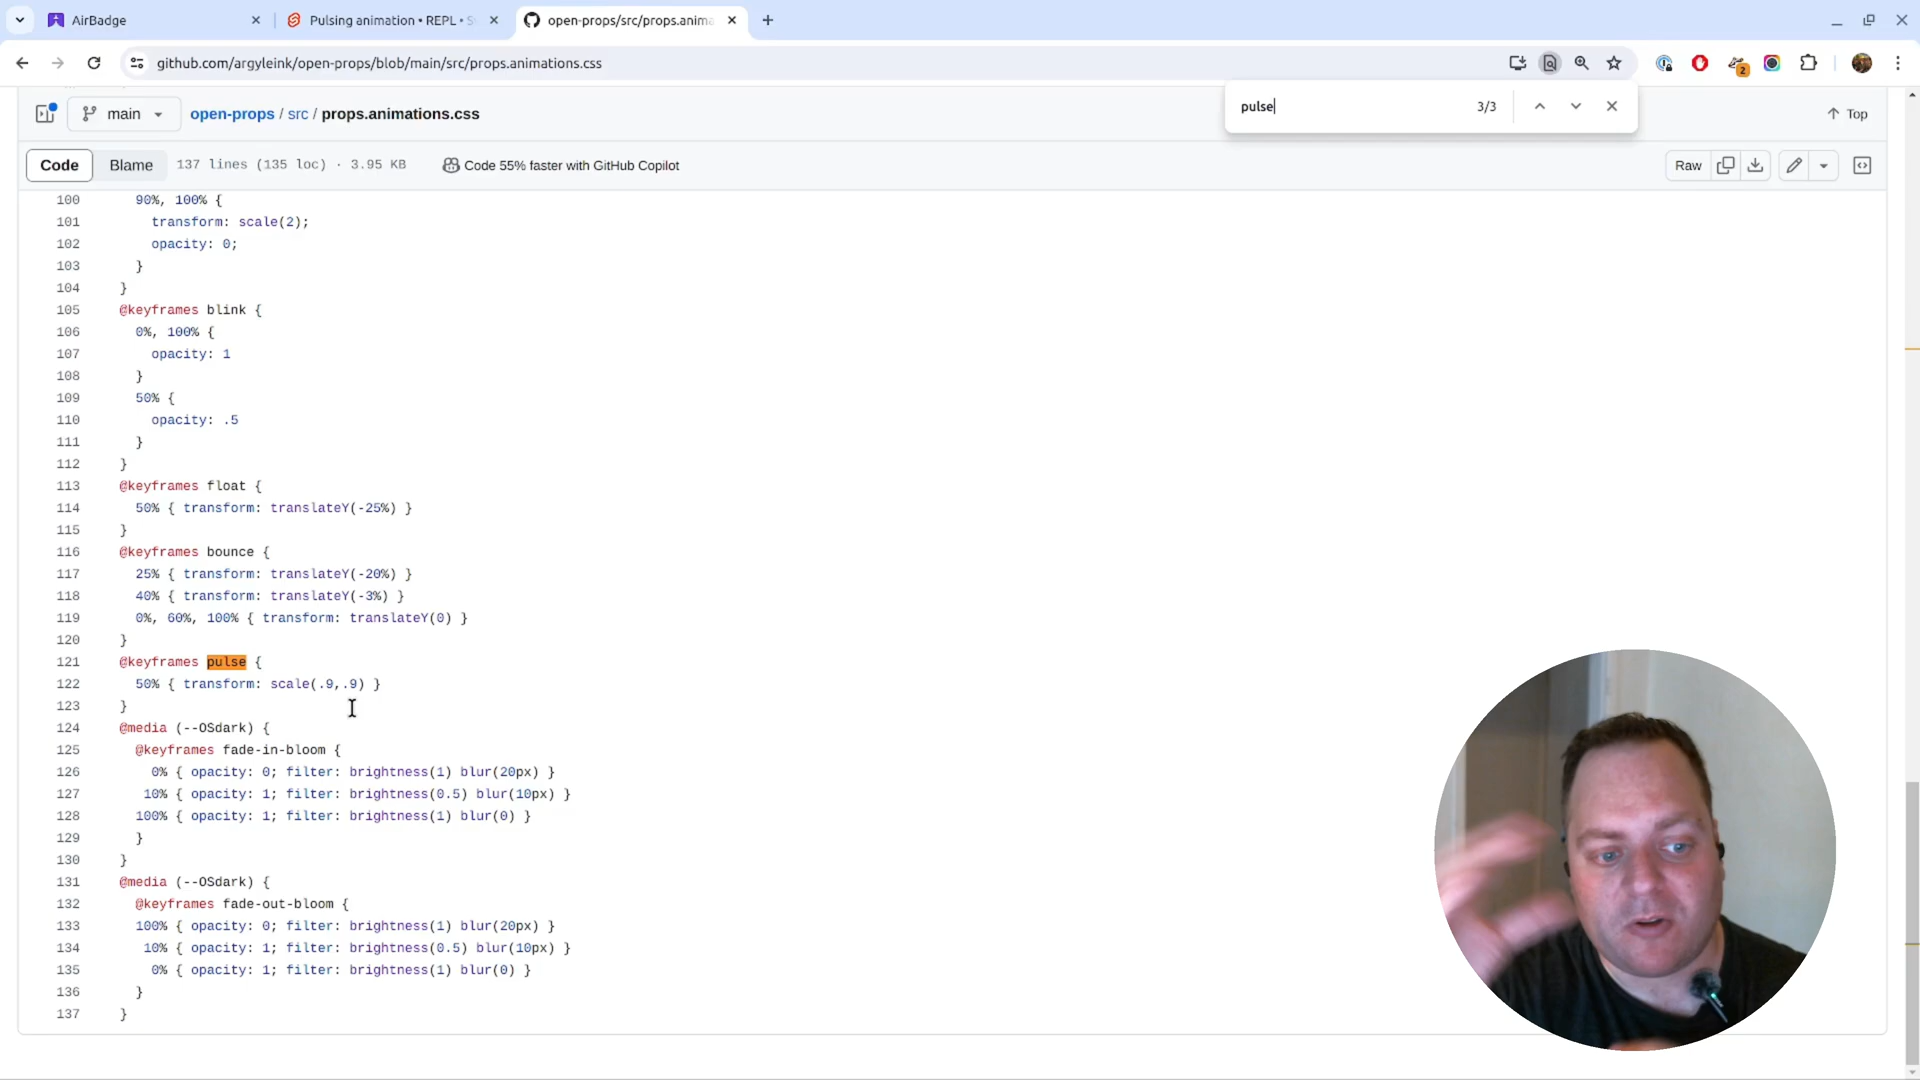 AirBadge
Pulsing animation • REPL • S
open-props/src/props.anima
github.com/argyleink/open-props/blob/main/src/props.animations.css
2
pulse
3/3
main
open-props / src / props.animations.css
Top
Code
Blame
137 lines (135 loc) · 3.95 KB
Code 55% faster with GitHub Copilot
Raw
100 90%, 100% {
101 transform: scale(2);
102 opacity: 0;
103 }
104 }
105 @keyframes blink {
106 0%, 100% {
107 opacity: 1
108 }
109 50% {
110 opacity: .5
111 }
112 }
113 @keyframes float {
114 50% { transform: translateY(-25%) }
115 }
116 @keyframes bounce {
117 25% { transform: translateY(-20%) }
118 40% { transform: translateY(-3%) }
119 0%, 60%, 100% { transform: translateY(0) }
120 }
121 @keyframes pulse {
122 50% { transform: scale(.9,.9) }
123 }
124 @media (--OSdark) {
125 @keyframes fade-in-bloom {
126 0% { opacity: 0; filter: brightness(1) blur(20px) }
127 10% { opacity: 1; filter: brightness(0.5) blur(10px) }
128 100% { opacity: 1; filter: brightness(1) blur(0) }
129 }
130 }
131 @media (--OSdark) {
132 @keyframes fade-out-bloom {
133 100% { opacity: 0; filter: brightness(1) blur(20px) }
134 10% { opacity: 1; filter: brightness(0.5) blur(10px) }
135 0% { opacity: 1; filter: brightness(1) blur(0) }
136 }
137 }